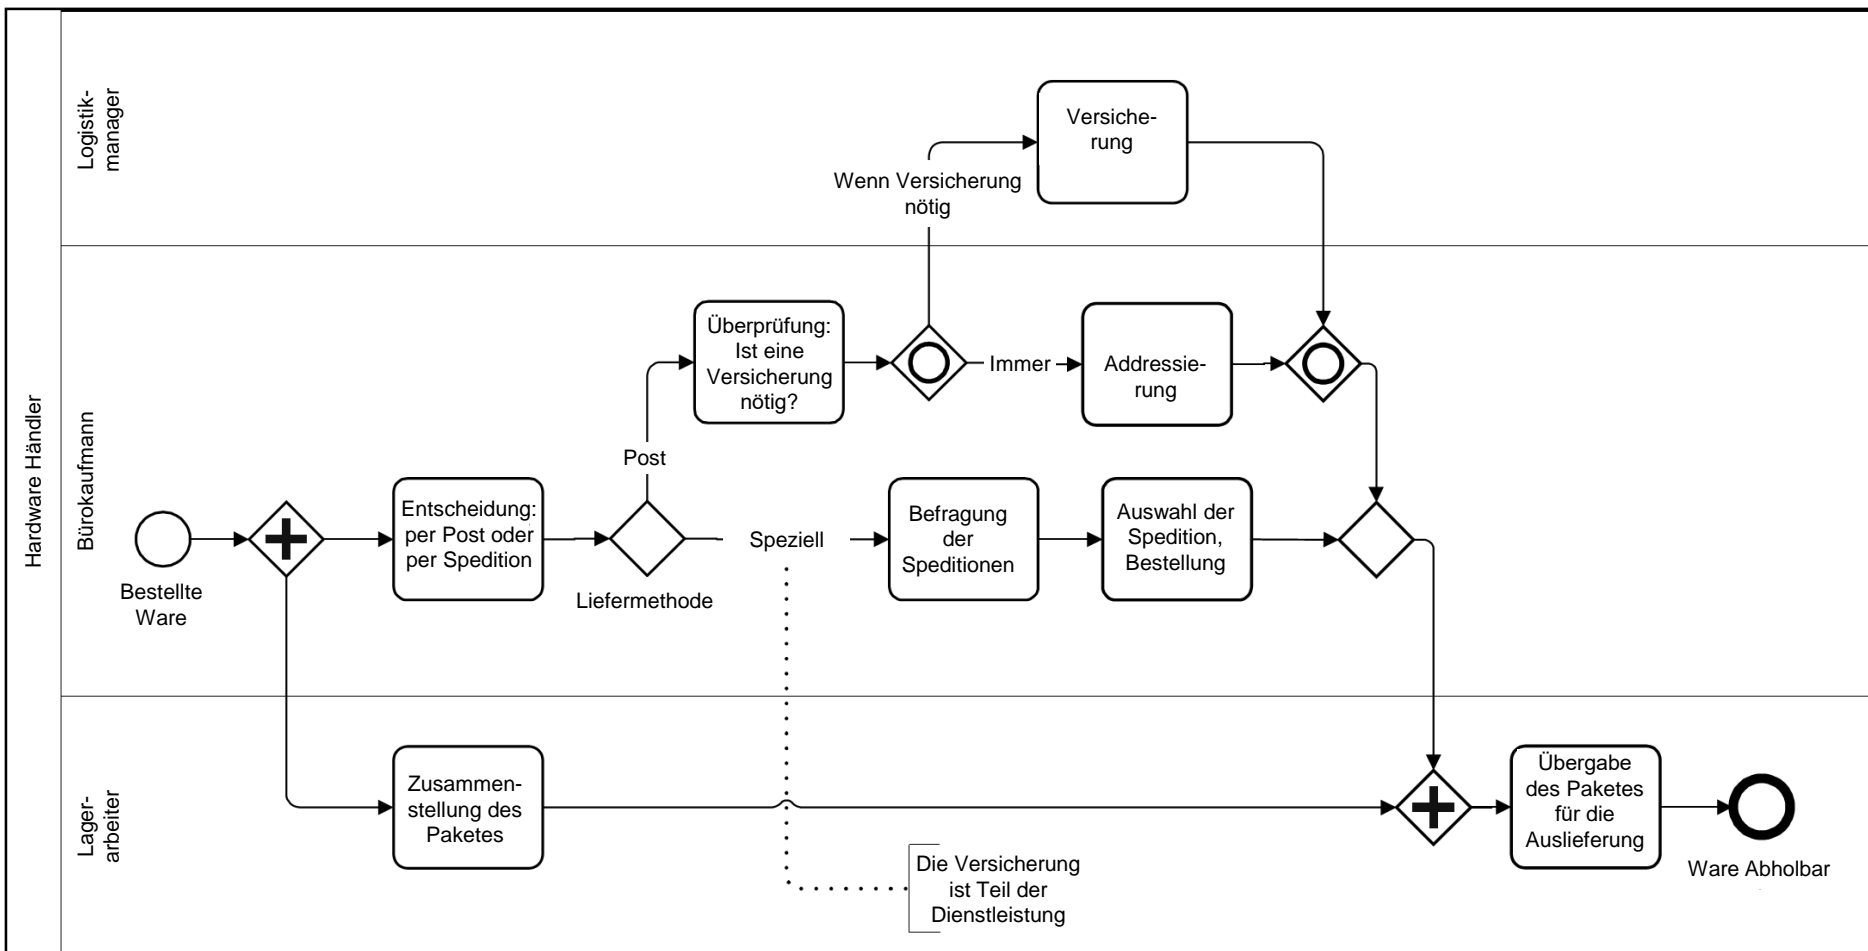 Hardware Händler
Logistik-
manager
Versiche-
rung
Wenn Versicherung
nötig
Bürokaufmann
Überprüfung:
Ist eine
Versicherung
nötig?
Immer
Addressie-
rung
Post
Bestellte
Ware
Entscheidung:
per Post oder
per Spedition
Liefermethode
Speziell
Befragung
der
Speditionen
Auswahl der
Spedition,
Bestellung
Lager-
arbeiter
Zusammen-
stellung des
Paketes
Die Versicherung
ist Teil der
Dienstleistung
Übergabe
des Paketes
für die
Auslieferung
Ware Abholbar